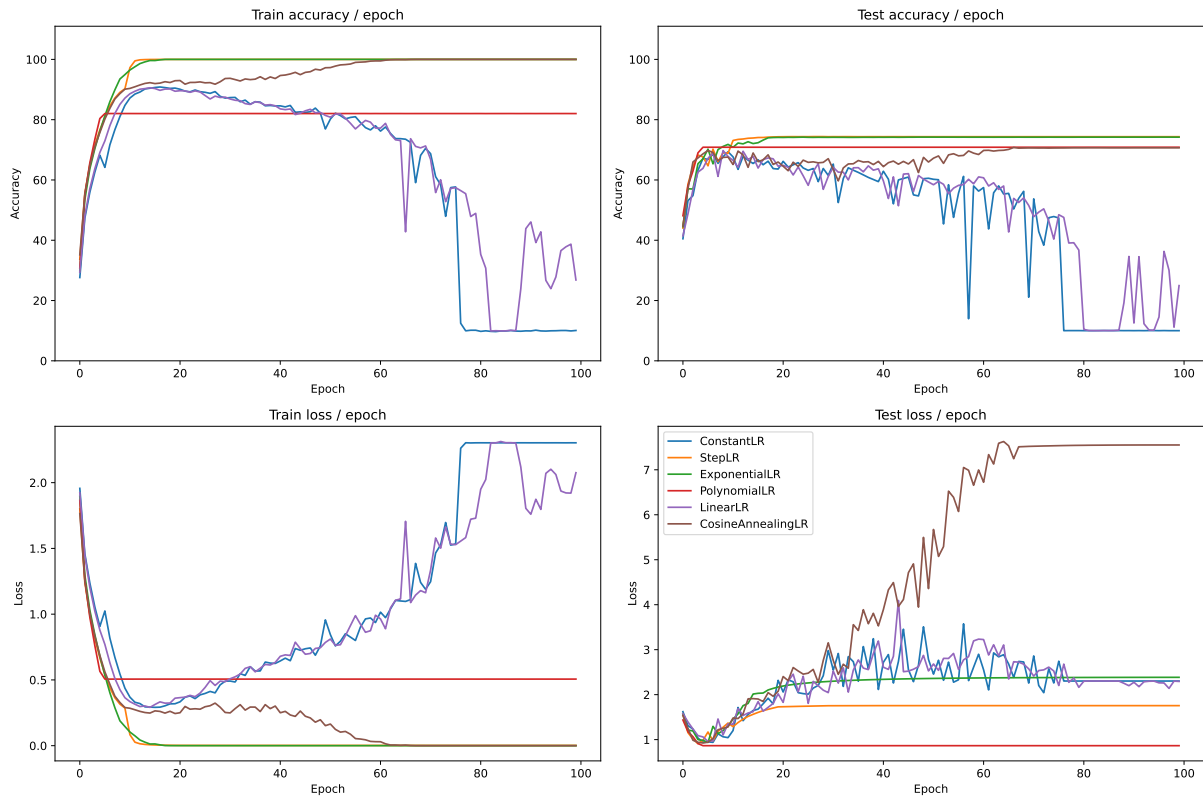 Train accuracy / epoch
Accuracy
100
80
60
40
20
0
0 20 40 60 80 100
Epoch
Test accuracy / epoch
Accuracy
100
80
60
40
20
0
0 20 40 60 80 100
Epoch
Train loss / epoch
Loss
2.0
1.5
1.0
0.5
0.0
0 20 40 60 80 100
Epoch
Test loss / epoch
Loss
7
6
5
4
3
2
1
ConstantLR
StepLR
ExponentialLR
PolynomialLR
LinearLR
CosineAnnealingLR
0 20 40 60 80 100
Epoch